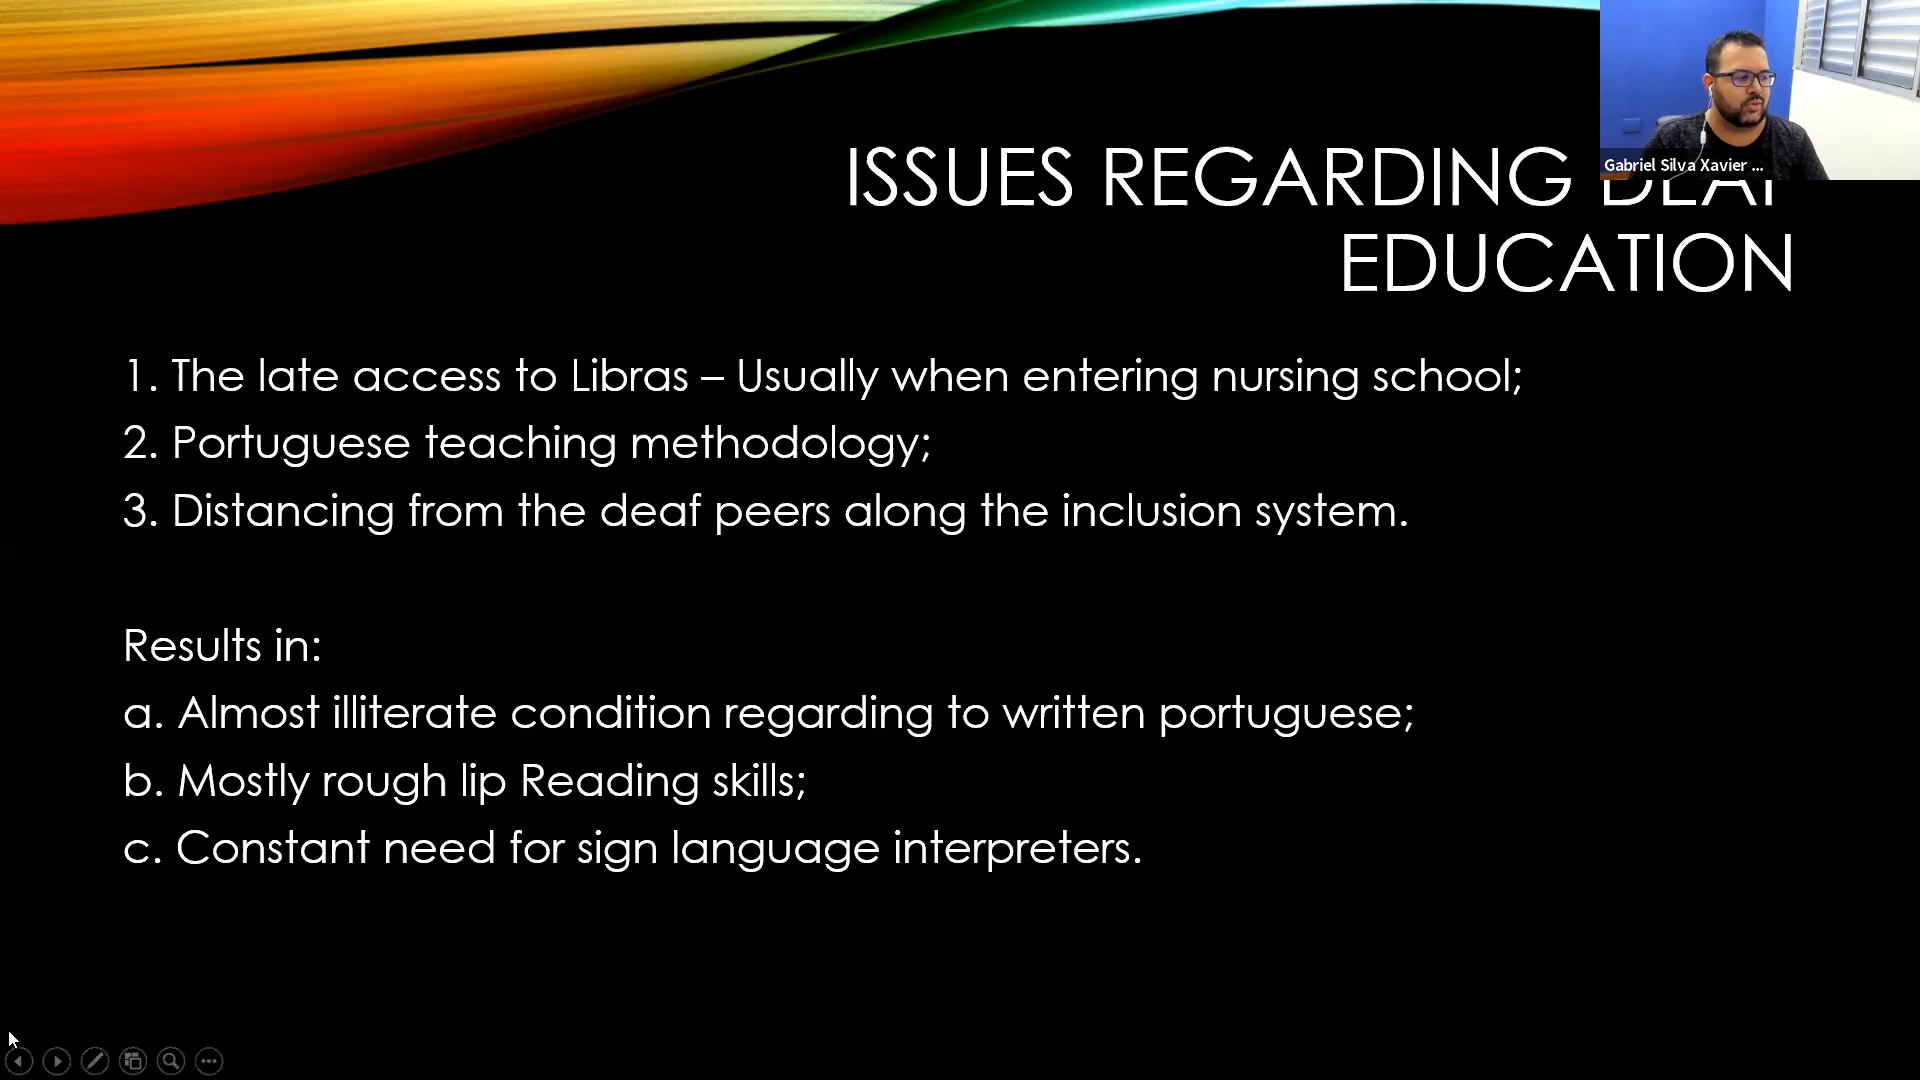 Gabriel Silva Xavier ...
ISSUES REGARDING DEAF
EDUCATION
1. The late access to Libras – Usually when entering nursing school;
2. Portuguese teaching methodology;
3. Distancing from the deaf peers along the inclusion system.
Results in:
a. Almost illiterate condition regarding to written portuguese;
b. Mostly rough lip Reading skills;
c. Constant need for sign language interpreters.